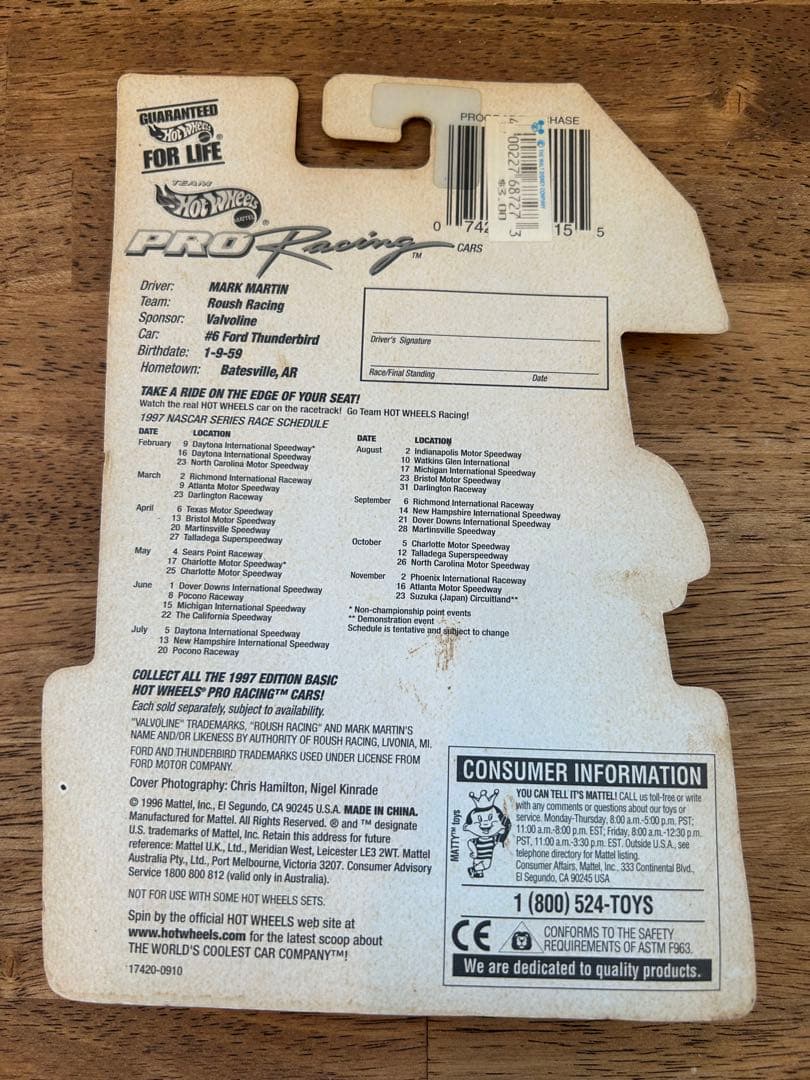 GUARANTEED
HOT WHEELS®
FOR LIFE
TEAM
HOT WHEELS
MATTEL ®
PRO Racing™ CARS
HASE
0 15 5
© THE WALT DISNEY COMPANY
400227 68727 3
$3.00
Driver: MARK MARTIN
Team: Roush Racing
Sponsor: Valvoline
Car: #6 Ford Thunderbird
Birthdate: 1-9-59
Hometown: Batesville, AR
Driver's Signature
Race/Final Standing Date
TAKE A RIDE ON THE EDGE OF YOUR SEAT!
Watch the real HOT WHEELS car on the racetrack! Go Team HOT WHEELS Racing!
1997 NASCAR SERIES RACE SCHEDULE
DATE LOCATION
February 9 Daytona International Speedway*
16 Daytona International Speedway
23 North Carolina Motor Speedway
March 2 Richmond International Raceway
9 Atlanta Motor Speedway
23 Darlington Raceway
April 6 Texas Motor Speedway
13 Bristol Motor Speedway
20 Martinsville Speedway
27 Talladega Superspeedway
May 4 Sears Point Raceway
17 Charlotte Motor Speedway*
25 Charlotte Motor Speedway
June 1 Dover Downs International Speedway
8 Pocono Raceway
15 Michigan International Speedway
22 The California Speedway
July 5 Daytona International Speedway
13 New Hampshire International Speedway
20 Pocono Raceway
DATE LOCATION
August 2 Indianapolis Motor Speedway
10 Watkins Glen International
17 Michigan International Speedway
23 Bristol Motor Speedway
31 Darlington Raceway
September 6 Richmond International Raceway
14 New Hampshire International Speedway
21 Dover Downs International Speedway
28 Martinsville Speedway
October 5 Charlotte Motor Speedway
12 Talladega Superspeedway
26 North Carolina Motor Speedway
November 2 Phoenix International Raceway
16 Atlanta Motor Speedway
23 Suzuka (Japan) Circuitland**
* Non-championship point events
** Demonstration event
Schedule is tentative and subject to change
COLLECT ALL THE 1997 EDITION BASIC
HOT WHEELS® PRO RACING™ CARS!
Each sold separately, subject to availability.
"VALVOLINE" TRADEMARKS, "ROUSH RACING" AND MARK MARTIN'S
NAME AND/OR LIKENESS BY AUTHORITY OF ROUSH RACING, LIVONIA, MI.
FORD AND THUNDERBIRD TRADEMARKS USED UNDER LICENSE FROM
FORD MOTOR COMPANY.
Cover Photography: Chris Hamilton, Nigel Kinrade
© 1996 Mattel, Inc., El Segundo, CA 90245 U.S.A. MADE IN CHINA.
Manufactured for Mattel. All Rights Reserved. ® and ™ designate
U.S. trademarks of Mattel, Inc. Retain this address for future
reference: Mattel U.K., Ltd., Meridian West, Leicester LE3 2WT. Mattel
Australia Pty., Ltd., Port Melbourne, Victoria 3207. Consumer Advisory
Service 1800 800 812 (valid only in Australia).
NOT FOR USE WITH SOME HOT WHEELS SETS.
Spin by the official HOT WHEELS web site at
www.hotwheels.com for the latest scoop about
THE WORLD'S COOLEST CAR COMPANY™!
17420-0910
CONSUMER INFORMATION
MATTY™ toys
YOU CAN TELL IT'S MATTEL! CALL us toll-free or write
with any comments or questions about our toys or
service. Monday-Thursday, 8:00 a.m.-5:00 p.m. PST;
11:00 a.m.-8:00 p.m. EST; Friday, 8:00 a.m.-12:30 p.m.
PST, 11:00 a.m.-3:30 p.m. EST. Outside U.S.A., see
telephone directory for Mattel listing.
Consumer Affairs, Mattel, Inc., 333 Continental Blvd.,
El Segundo, CA 90245 USA
1 (800) 524-TOYS
CE
CONFORMS TO THE SAFETY
REQUIREMENTS OF ASTM F963.
We are dedicated to quality products.